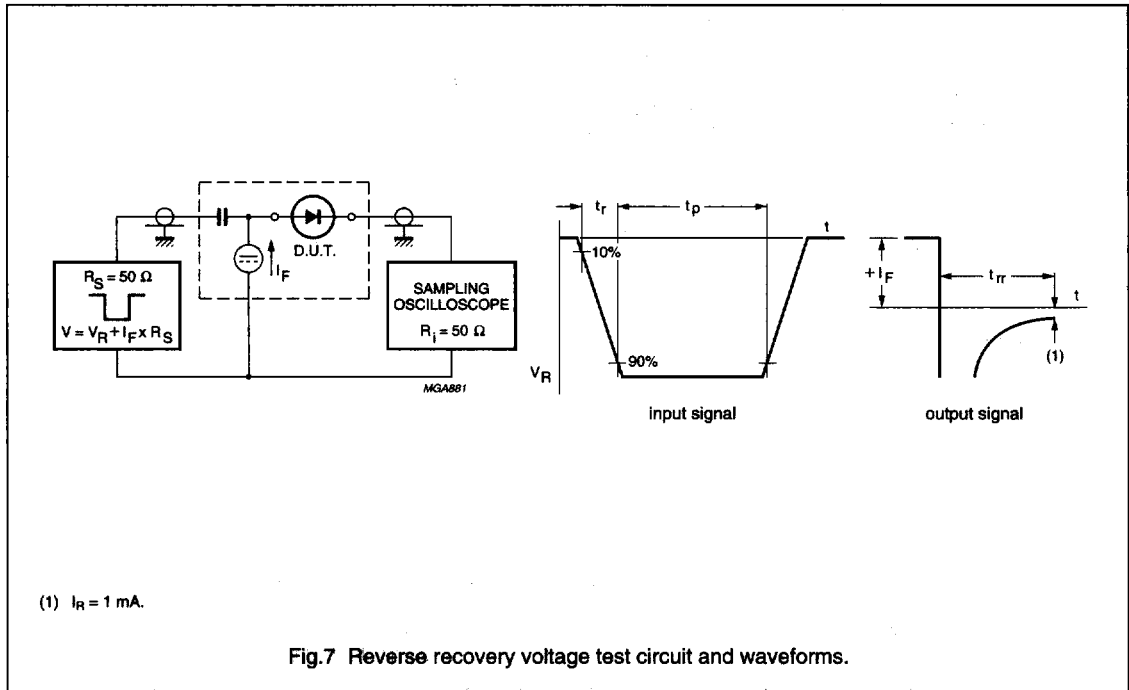 R_S = 50 Ω
V = V_R + I_F x R_S
I_F
D.U.T.
SAMPLING
OSCILLOSCOPE
R_i = 50 Ω
MGA881
t_r
t_p
t
10%
90%
V_R
input signal
+ I_F
t_rr
t
(1)
output signal
(1) I_R = 1 mA.
Fig.7 Reverse recovery voltage test circuit and waveforms.